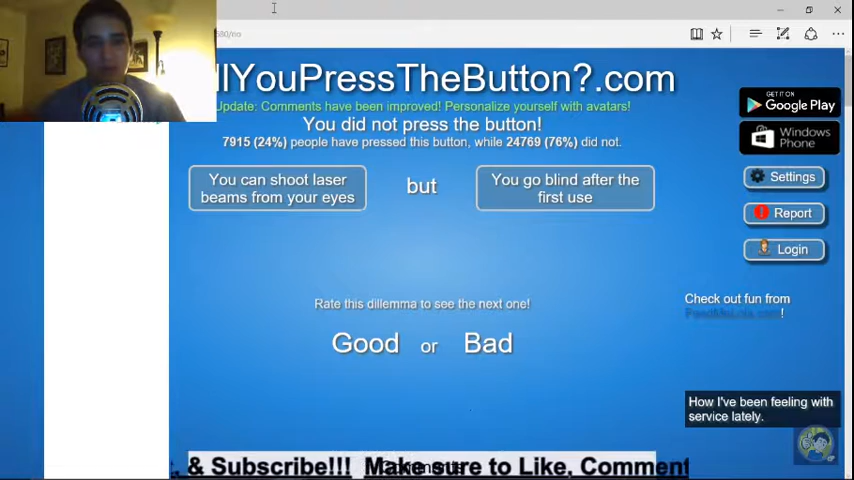 llYouPressTheButton?.com
Update: Comments have been improved! Personalize yourself with avatars!
You did not press the button!
7915 (24%) people have pressed this button, while 24769 (76%) did not.
You can shoot laser
beams from your eyes
but
You go blind after the
first use
Rate this dilemma to see the next one!
Good or Bad
GET IT ON
Google Play
Windows
Phone
Settings
Report
Login
Check out fun from
FeedMeLolz.com!
How I've been feeling with
service lately.
, & Subscribe!!! Make sure to Like, Comment